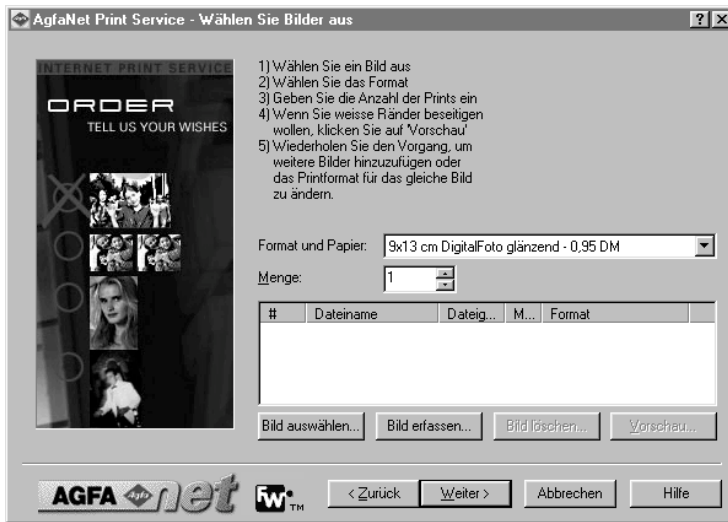 AgfaNet Print Service - Wählen Sie Bilder aus
INTERNET PRINT SERVICE
ORDER
TELL US YOUR WISHES
1) Wählen Sie ein Bild aus
2) Wählen Sie das Format
3) Geben Sie die Anzahl der Prints ein
4) Wenn Sie weisse Ränder beseitigen
wollen, klicken Sie auf 'Vorschau'
5) Wiederholen Sie den Vorgang, um
weitere Bilder hinzuzufügen oder
das Printformat für das gleiche Bild
zu ändern.
Format und Papier: 9x13 cm DigitalFoto glänzend - 0,95 DM
Menge: 1
# Dateiname Dateig... M... Format
Bild auswählen... Bild erfassen... Bild löschen... Vorschau...
AGFA net fw TM < Zurück Weiter > Abbrechen Hilfe